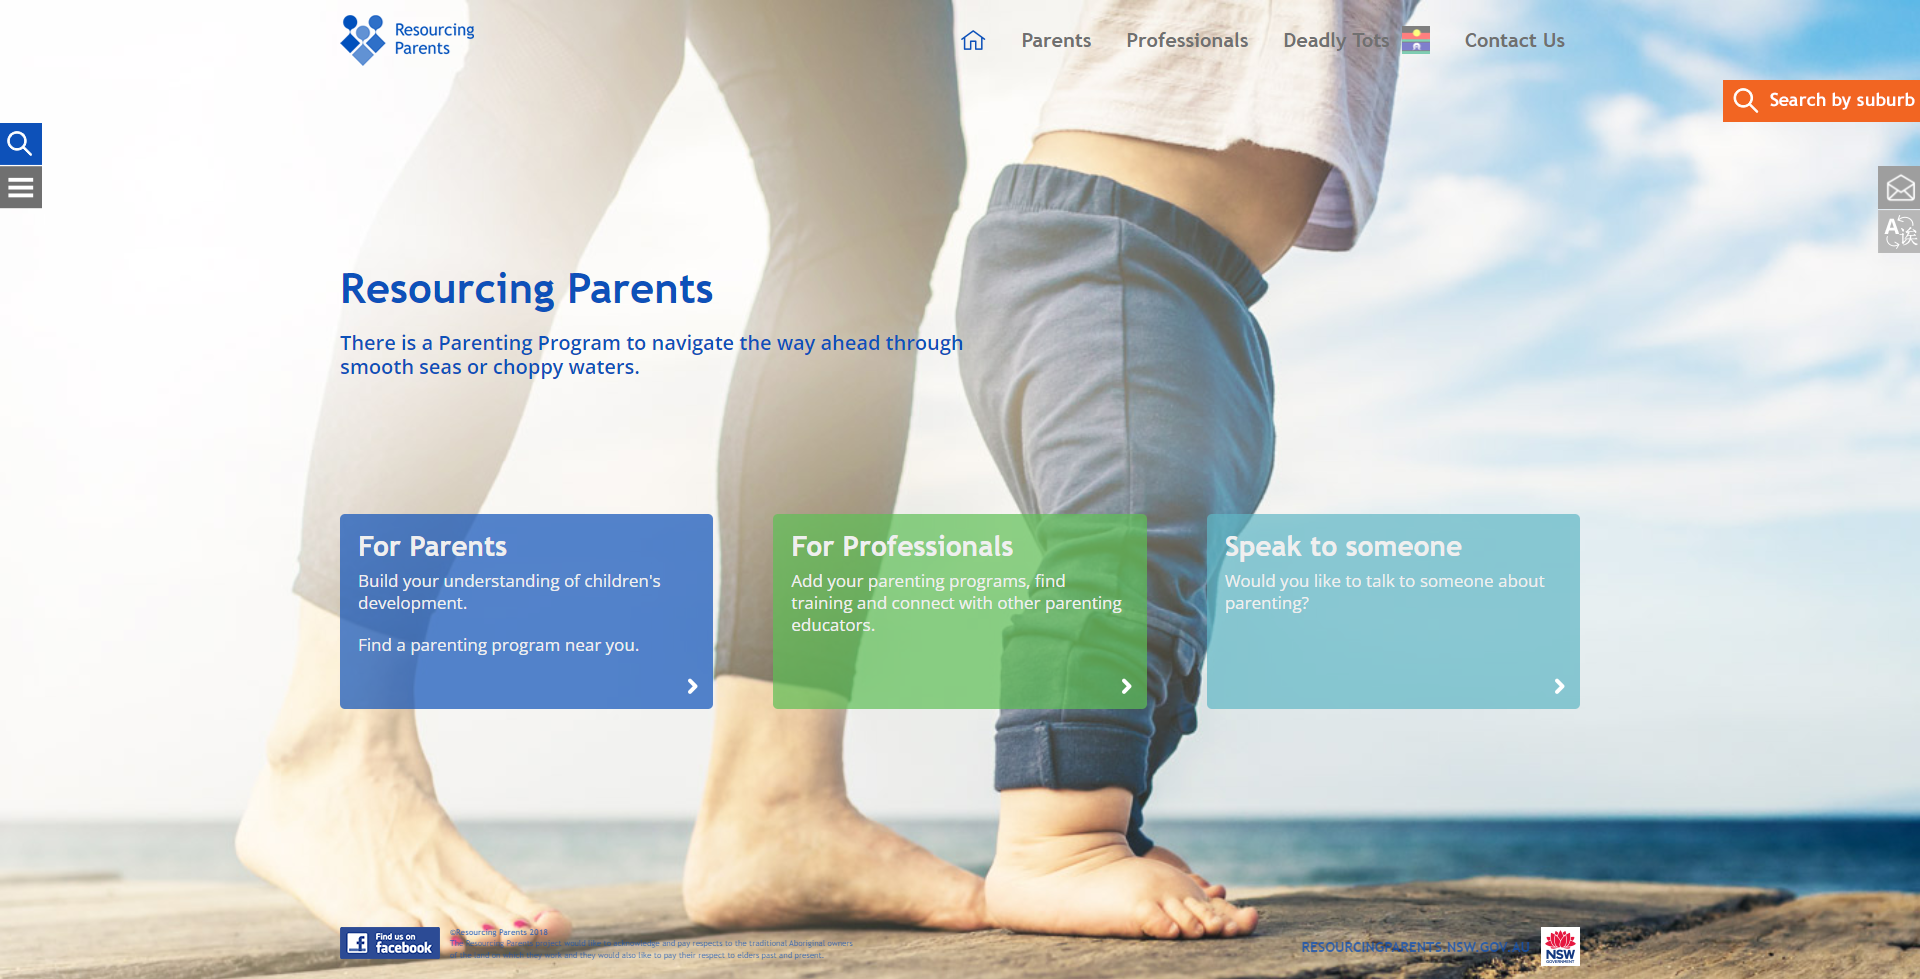 Resourcing
Parents
Parents
Professionals
Deadly Tots
Contact Us
Search by suburb
A诶
Resourcing Parents
There is a Parenting Program to navigate the way ahead through
smooth seas or choppy waters.
For Parents
Build your understanding of children's
development.
Find a parenting program near you.
For Professionals
Add your parenting programs, find
training and connect with other parenting
educators.
Speak to someone
Would you like to talk to someone about
parenting?
Find us on
facebook
©Resourcing Parents 2018
The Resourcing Parents project would like to acknowledge and pay respects to the traditional Aboriginal owners
of the land on which they work and they would also like to pay their respect to elders past and present.
RESOURCINGPARENTS.NSW.GOV.AU
NSW
GOVERNMENT